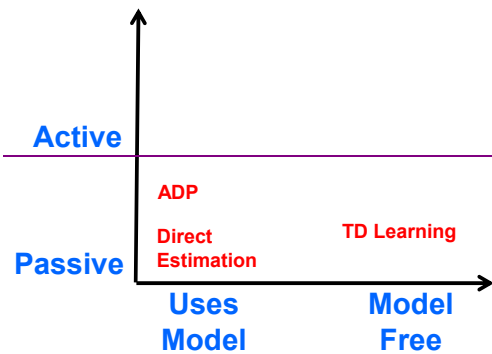 Active
ADP
Direct
Estimation
TD Learning
Passive
Uses
Model
Model
Free